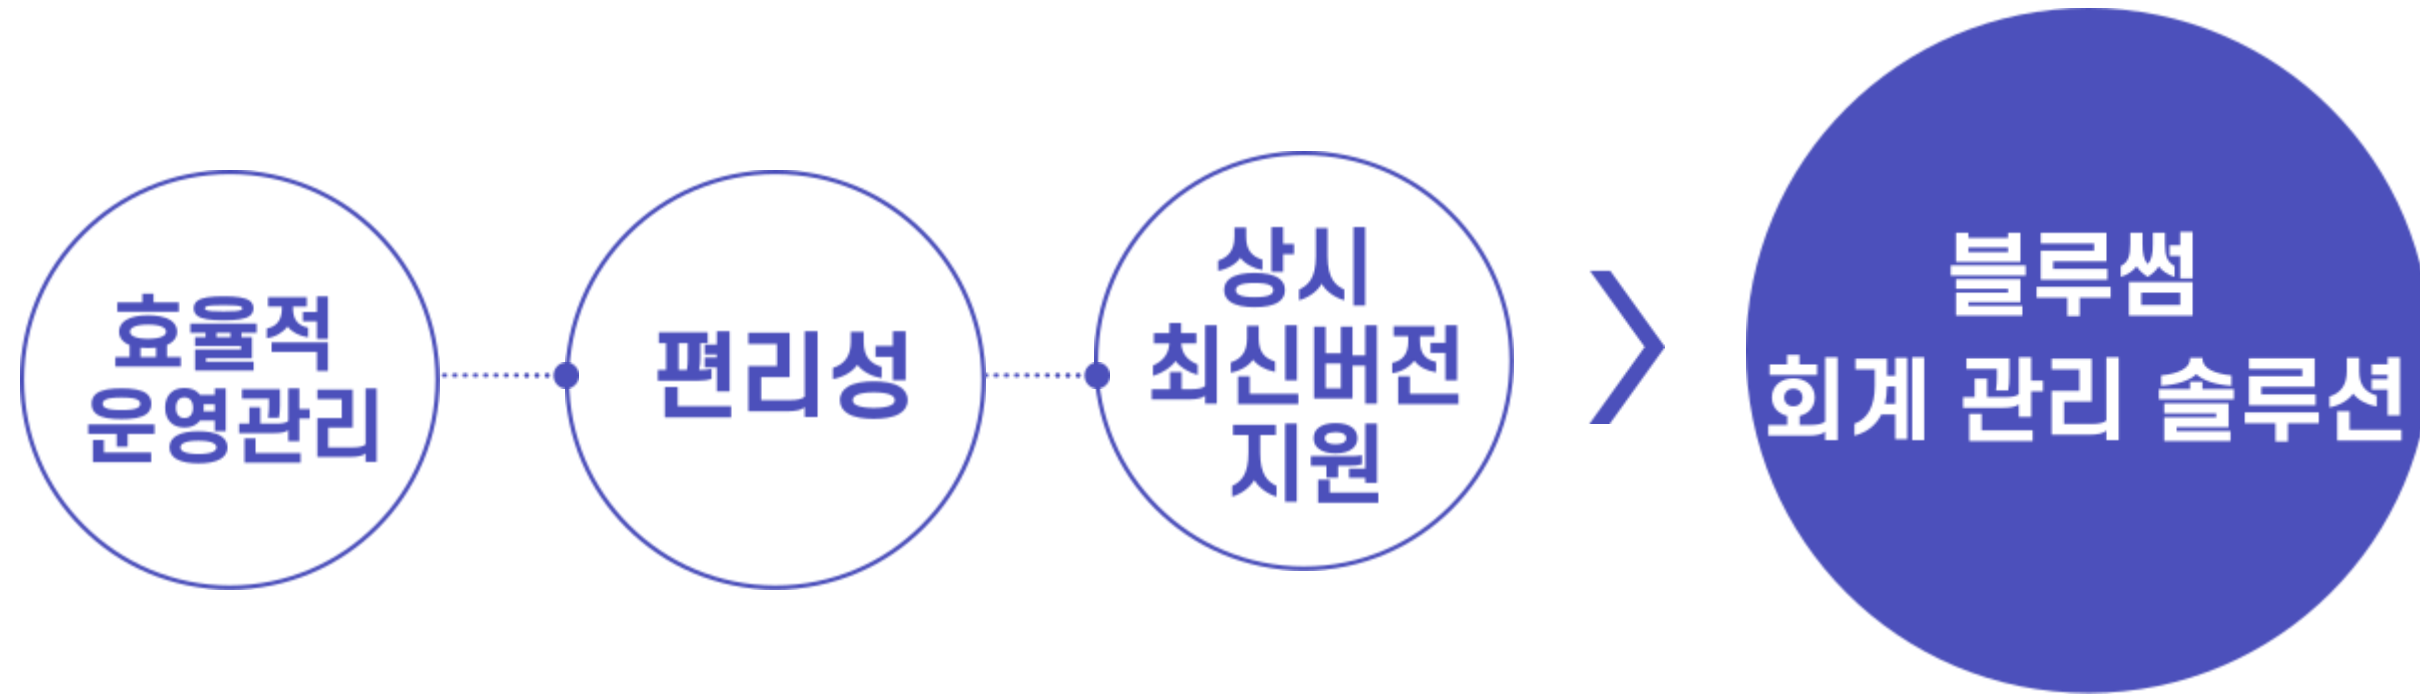 효율적
운영관리
편리성
상시
최신버전
지원
블루썸
회계 관리 솔루션